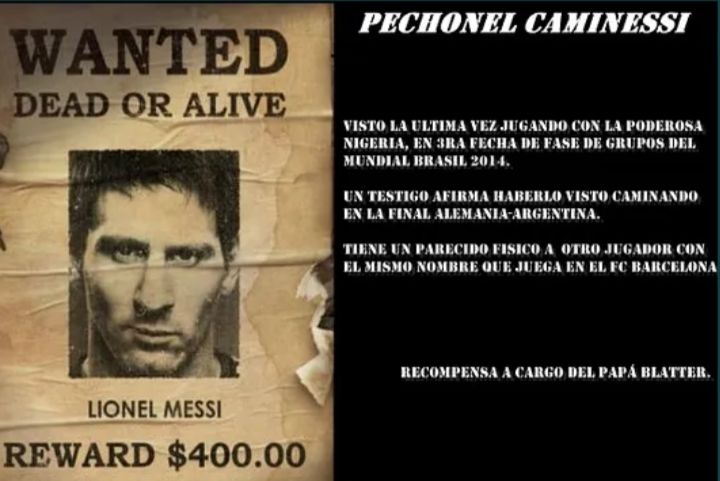 WANTED
DEAD OR ALIVE
LIONEL MESSI
REWARD $400.00
PECHONEL CAMINESSI
VISTO LA ULTIMA VEZ JUGANDO CON LA PODEROSA
NIGERIA, EN 3RA FECHA DE FASE DE GRUPOS DEL
MUNDIAL BRASIL 2014.
UN TESTIGO AFIRMA HABERLO VISTO CAMINANDO
EN LA FINAL ALEMANIA-ARGENTINA.
TIENE UN PARECIDO FISICO A OTRO JUGADOR CON
EL MISMO NOMBRE QUE JUEGA EN EL FC BARCELONA
RECOMPENSA A CARGO DEL PAPÁ BLATTER.